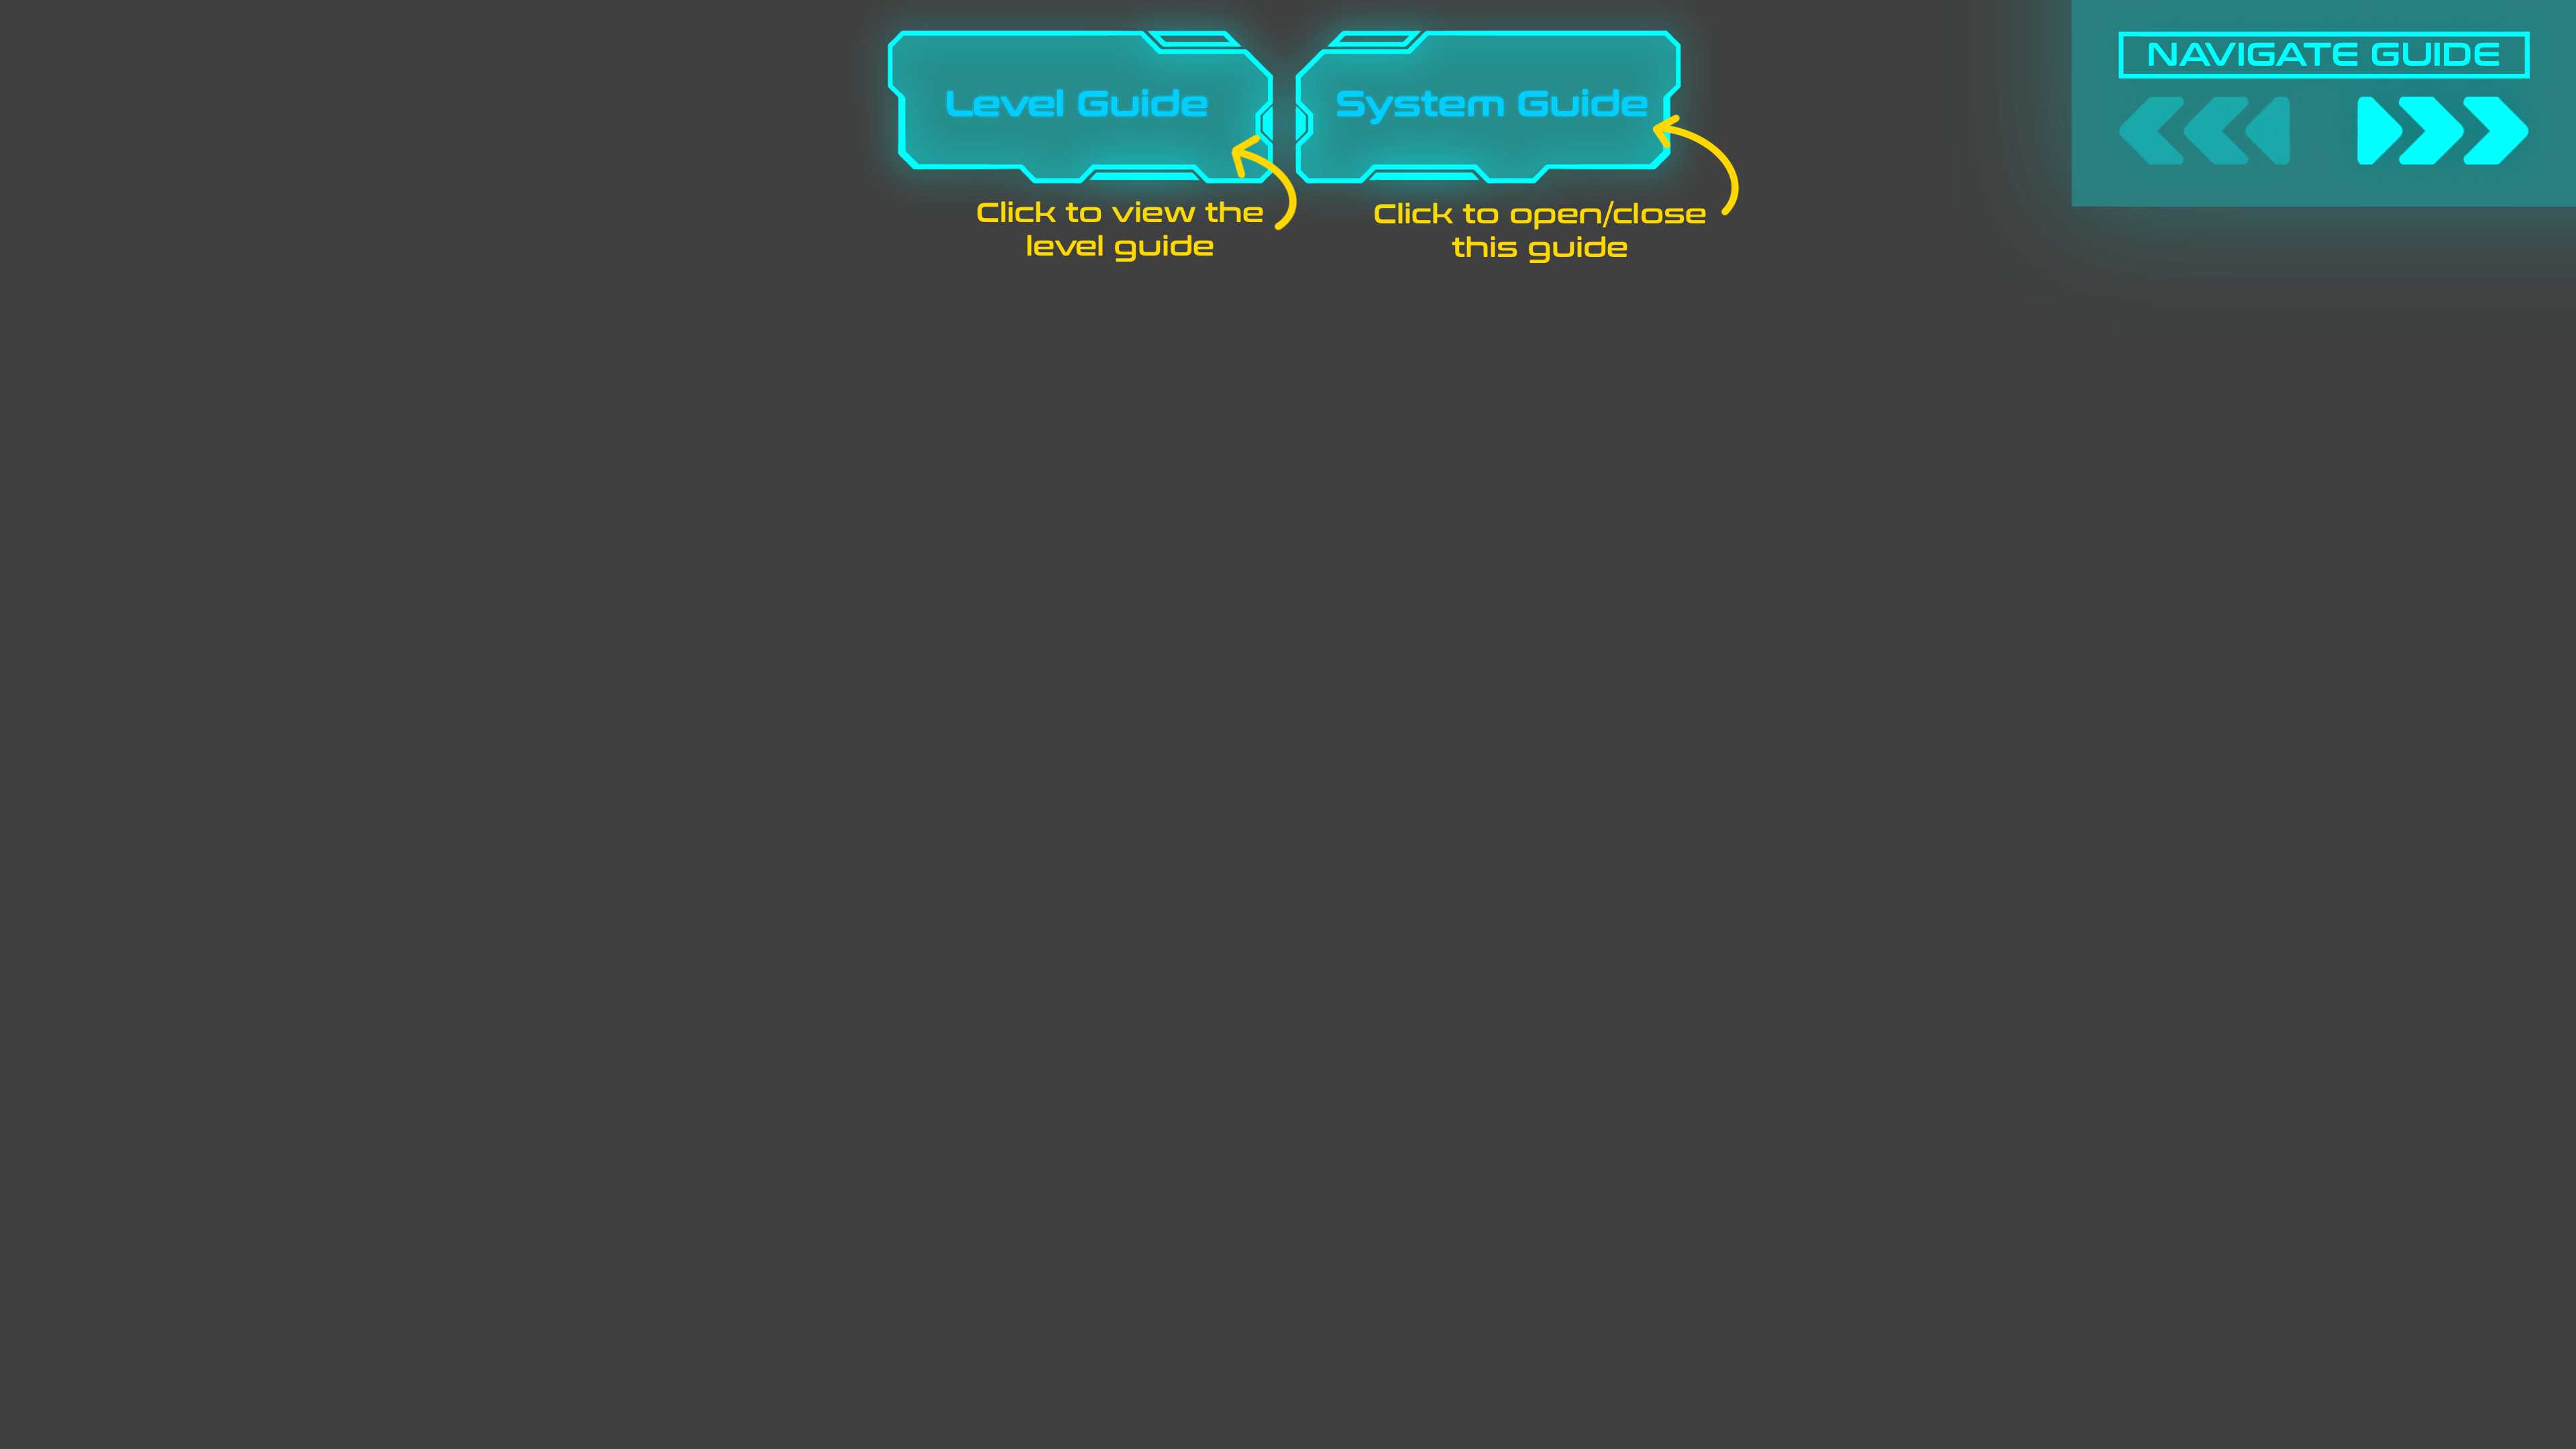 Level Guide
System Guide
NAVIGATE GUIDE
Click to view the
level guide
Click to open/close
this guide